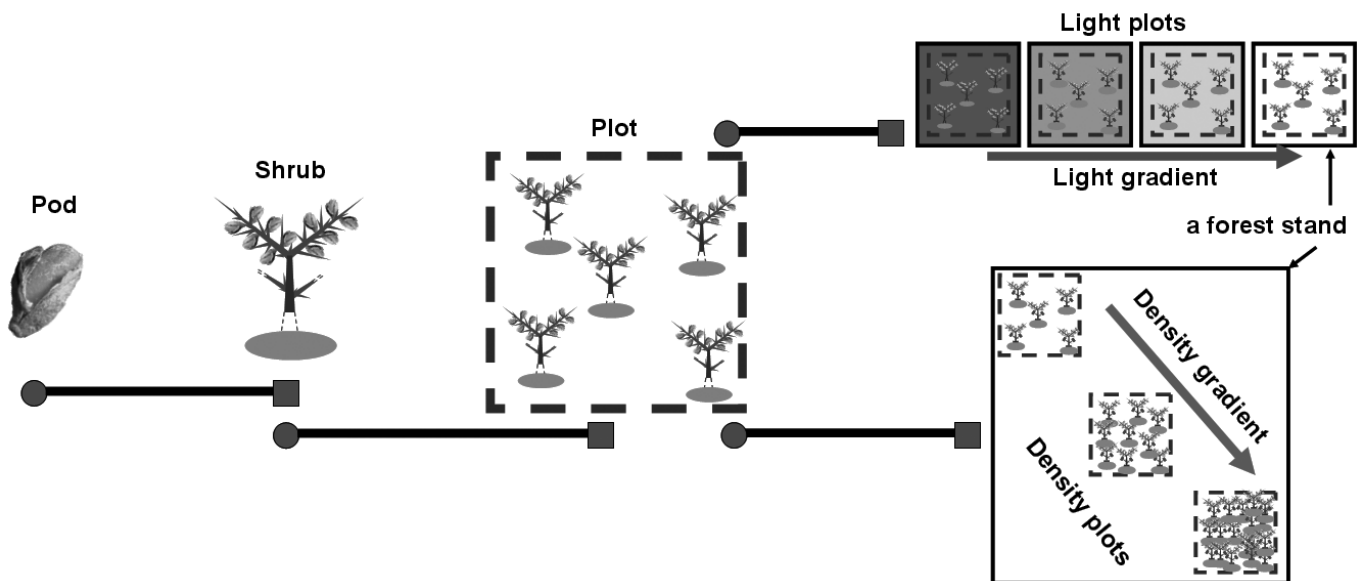 Pod
Shrub
Plot
Light plots
Light gradient
a forest stand
Density gradient
Density plots